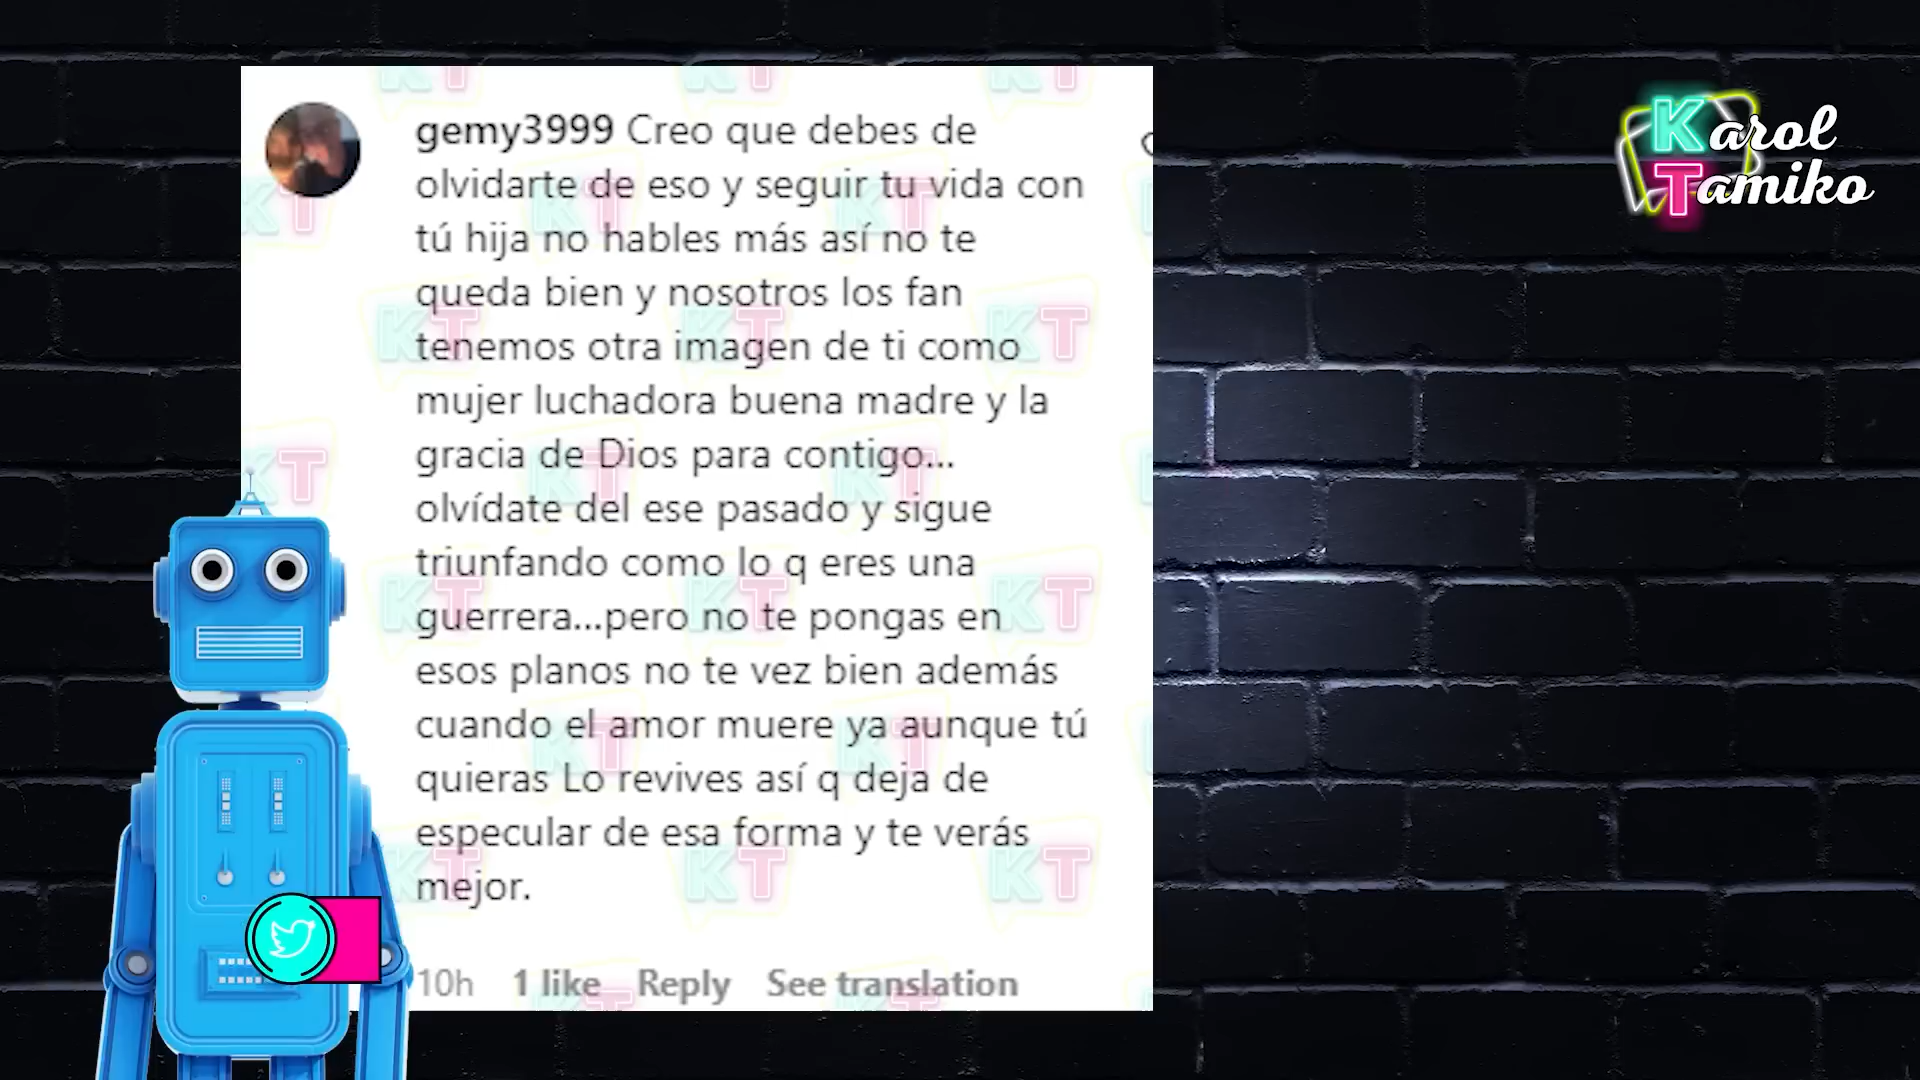 gemy3999 Creo que debes de
olvidarte de eso y seguir tu vida con
tú hija no hables más así no te
queda bien y nosotros los fan
tenemos otra imagen de ti como
mujer luchadora buena madre y la
gracia de Dios para contigo...
olvídate del ese pasado y sigue
triunfando como lo q eres una
guerrera...pero no te pongas en
esos planos no te vez bien además
cuando el amor muere ya aunque tú
quieras Lo revives así q deja de
especular de esa forma y te verás
mejor.
10h 1 like Reply See translation
Karol
Tamiko